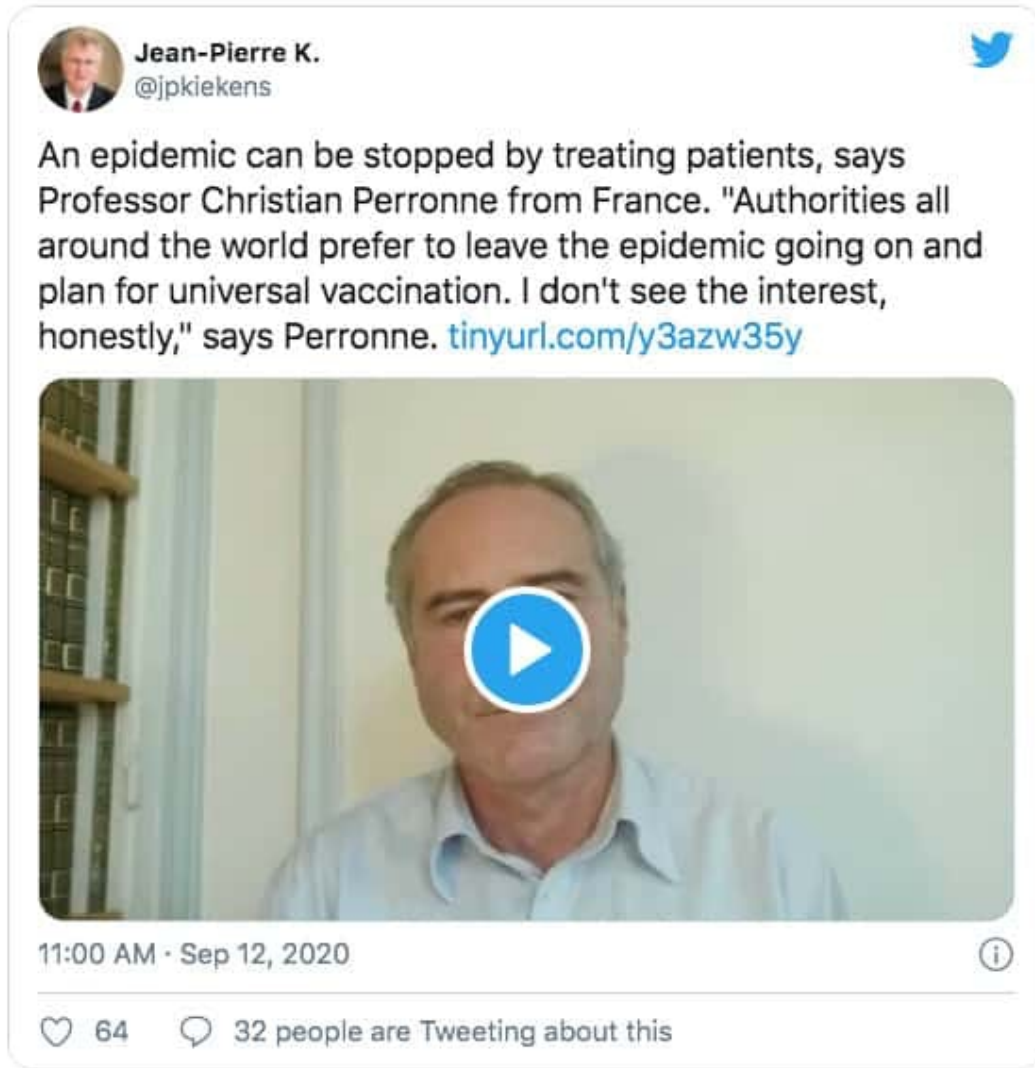 Jean-Pierre K.
@jpkiekens
An epidemic can be stopped by treating patients, says
Professor Christian Perronne from France. "Authorities all
around the world prefer to leave the epidemic going on and
plan for universal vaccination. I don't see the interest,
honestly," says Perronne. tinyurl.com/y3azw35y
11:00 AM · Sep 12, 2020
64
32 people are Tweeting about this